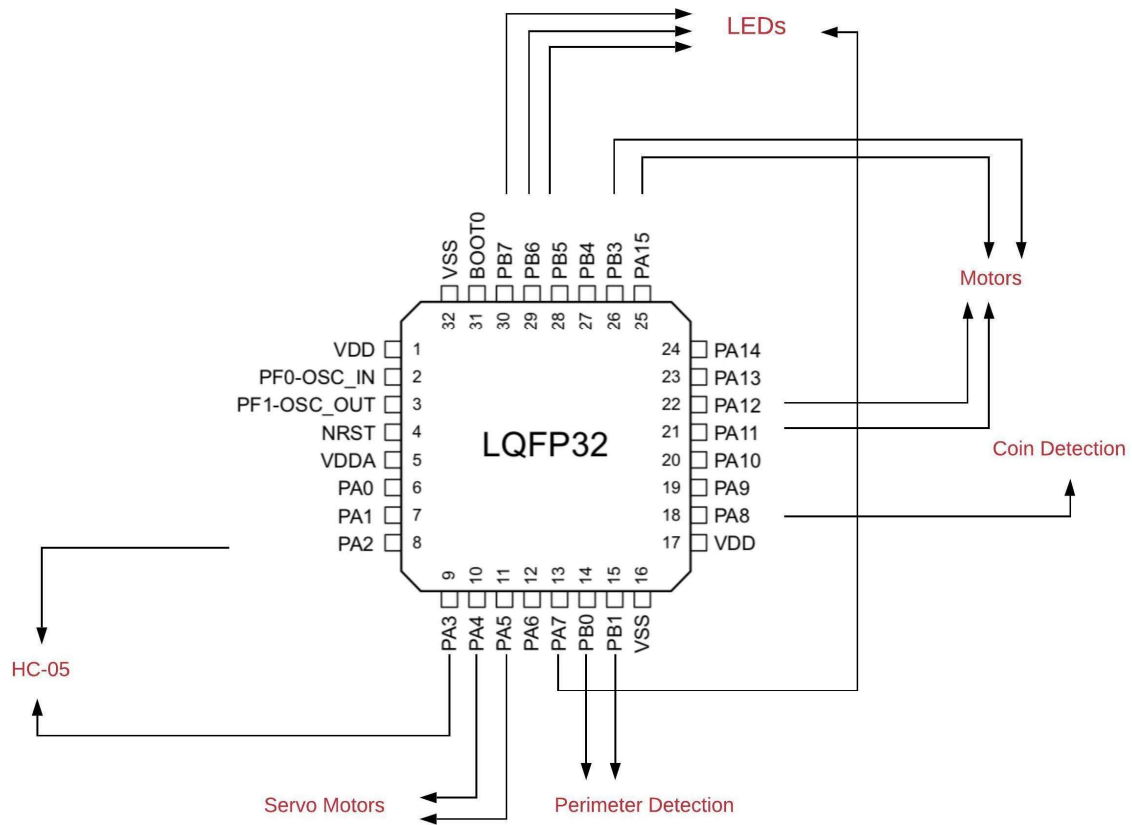 LEDs
VSS
BOOT0
PB7
PB6
PB5
PB4
PB3
PA15
Motors
32
31
30
29
28
27
26
25
VDD 1
PF0-OSC_IN 2
PF1-OSC_OUT 3
NRST 4
VDDA 5
PA0 6
PA1 7
PA2 8
LQFP32
24 PA14
23 PA13
22 PA12
21 PA11
20 PA10
19 PA9
18 PA8
17 VDD
Coin Detection
9
10
11
12
13
14
15
16
PA3
PA4
PA5
PA6
PA7
PB0
PB1
VSS
HC-05
Servo Motors
Perimeter Detection